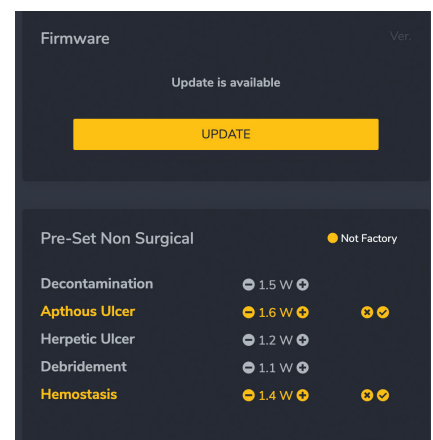 Firmware
Ver.
Update is available
UPDATE
Pre-Set Non Surgical
Not Factory
Decontamination 1.5 W
Apthous Ulcer 1.6 W
Herpetic Ulcer 1.2 W
Debridement 1.1 W
Hemostasis 1.4 W